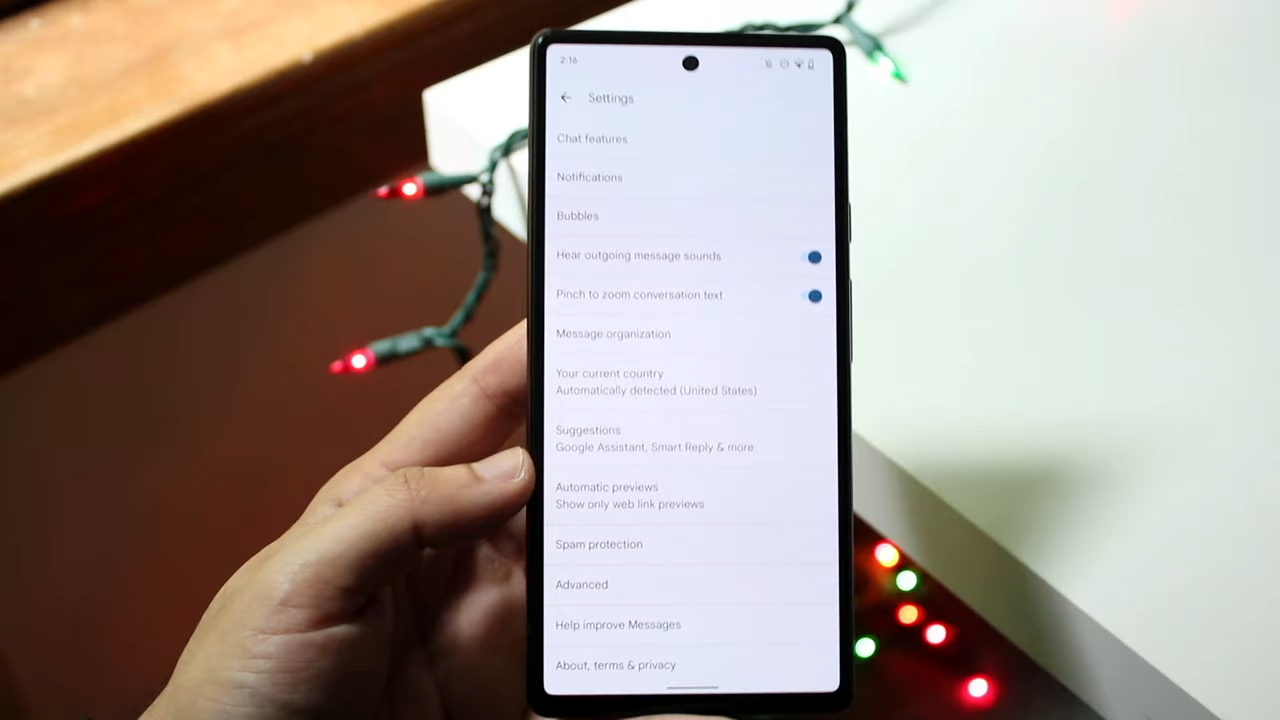 2:16
Settings
Chat features
Notifications
Bubbles
Hear outgoing message sounds
Pinch to zoom conversation text
Message organization
Your current country
Automatically detected (United States)
Suggestions
Google Assistant, Smart Reply & more
Automatic previews
Show only web link previews
Spam protection
Advanced
Help improve Messages
About, terms & privacy